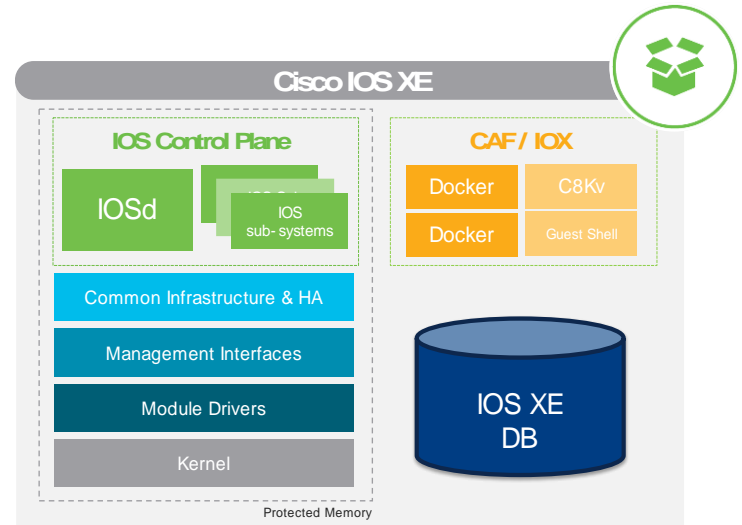 Cisco IOS XE
IOS Control Plane
IOSd
IOS
sub- systems
Common Infrastructure & HA
Management Interfaces
Module Drivers
Kernel
Protected Memory
CAF / IOX
Docker
C8Kv
Docker
Guest Shell
IOS XE
DB